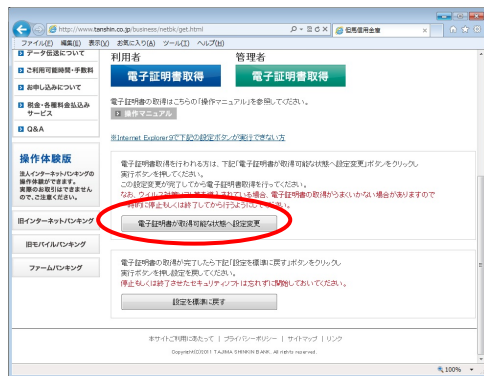 http://www.tanshin.co.jp/business/netbk/get.html
但馬信用金庫
ファイル(F) 編集(E) 表示(V) お気に入り(A) ツール(T) ヘルプ(H)
データ伝送について
ご利用可能時間・手数料
お申し込みについて
税金・各種料金払込み
サービス
Q&A
操作体験版
法人インターネットバンキングの
操作体験ができます。
実際のお取引はできません
ので、ご注意ください。
旧インターネットバンキング
旧モバイルバンキング
ファームバンキング
利用者
管理者
電子証明書取得
電子証明書取得
電子証明書の取得はこちらの「操作マニュアル」を参照してください。
操作マニュアル
※Internet Explorer9で下記の設定ボタンが実行できない方
電子証明書取得を行われる方は、下記「電子証明書が取得可能な状態へ設定変更」ボタンをクリックし
実行ボタンを押してください。
この設定変更が完了してから電子証明書取得を行ってください。
なお、ウィルス対策ソフト等を導入されている場合、電子証明書の取得がうまくいかない場合がありますので
一時的に停止もしくは終了してから行うようにしてください。
電子証明書が取得可能な状態へ設定変更
電子証明書の取得が完了したら下記「設定を標準に戻す」ボタンをクリックし
実行ボタンを押し設定を戻してください。
停止もしくは終了させたセキュリティソフトは忘れずに開始しておいてください。
設定を標準に戻す
本サイトご利用にあたって | プライバシーポリシー | サイトマップ | リンク
Copyright(C)2011 TAJIMA SHINKIN BANK. All rights reserved.
100%